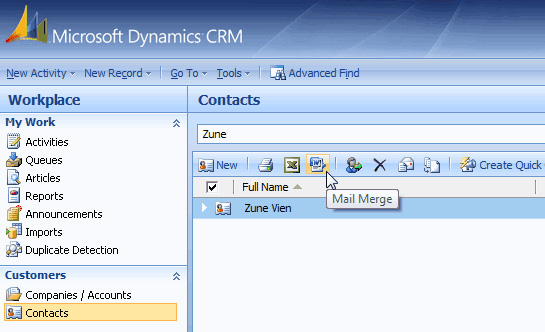 Microsoft Dynamics CRM
New Activity New Record Go To Tools Advanced Find
Workplace
My Work
Activities
Queues
Articles
Reports
Announcements
Imports
Duplicate Detection
Customers
Companies / Accounts
Contacts
Contacts
Zune
New Create Quick
Full Name
Mail Merge
Zune Vien